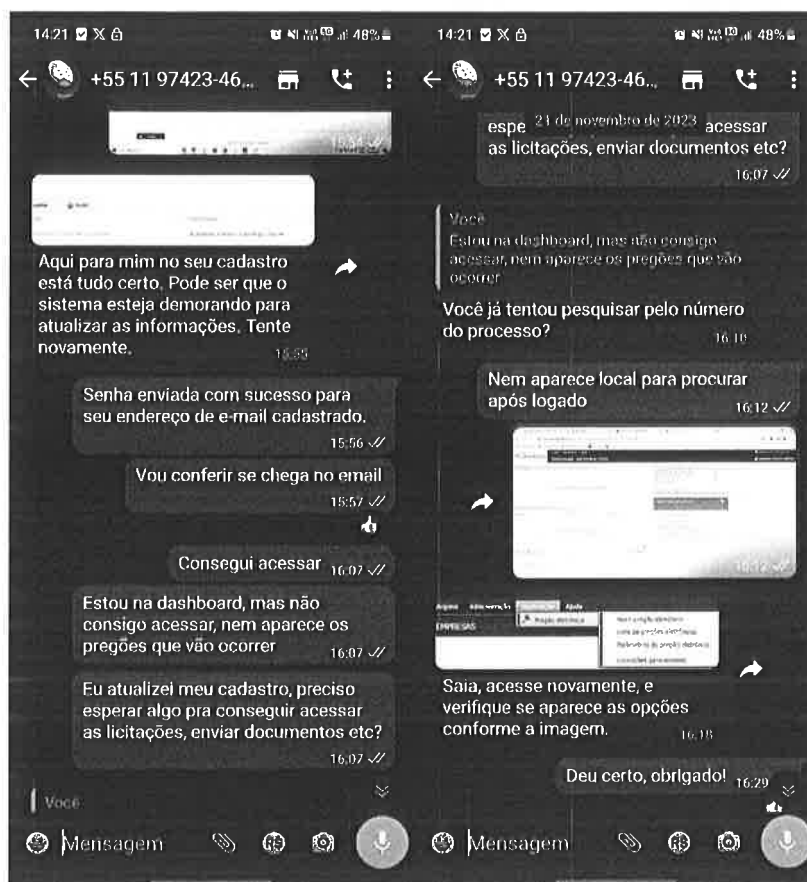 14:21
48%
+55 11 97423-46...
Aqui para mim no seu cadastro
está tudo certo. Pode ser que o
sistema esteja demorando para
atualizar as informações. Tente
novamente.
15:55
Senha enviada com sucesso para
seu endereço de e-mail cadastrado.
15:56
Vou conferir se chega no email
15:57
Consegui acessar
16:07
Estou na dashboard, mas não
consigo acessar, nem aparece os
pregões que vão ocorrer
16:07
Eu atualizei meu cadastro, preciso
esperar algo pra conseguir acessar
as licitações, enviar documentos etc?
16:07
Você
Mensagem
14:21
48%
+55 11 97423-46...
21 de novembro de 2023
espe
acessar
as licitações, enviar documentos etc?
16:07
Você
Estou na dashboard, mas não consigo
acessar, nem aparece os pregões que vão
ocorrer
Você já tentou pesquisar pelo número
do processo?
16:10
Nem aparece local para procurar
após logado
16:12
16:12
Ajuda
EMPRESAS
Pregão eletrônico
Saia, acesse novamente, e
verifique se aparece as opções
conforme a imagem.
16:18
Deu certo, obrigado!
16:29
Mensagem